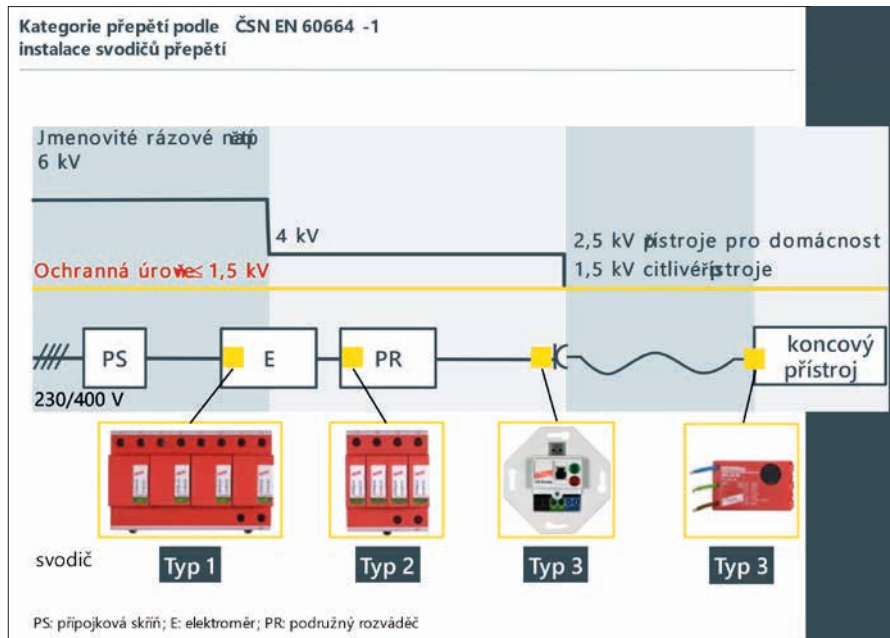 Kategorie přepětí podle ČSN EN 60664 -1
instalace svodičů přepětí
Jmenovité rázové
6 kV
4 kV
2,5 kV pístroje pro domácnost
Ochranná ≤ 1,5 kV
1,5 kV citlivé
PS
E
PR
koncový
přístroj
230/400 V
svodič
Typ 1
Typ 2
Typ 3
Typ 3
PS: přípojková skříň; E: elektroměr; PR: podružný rozváděč